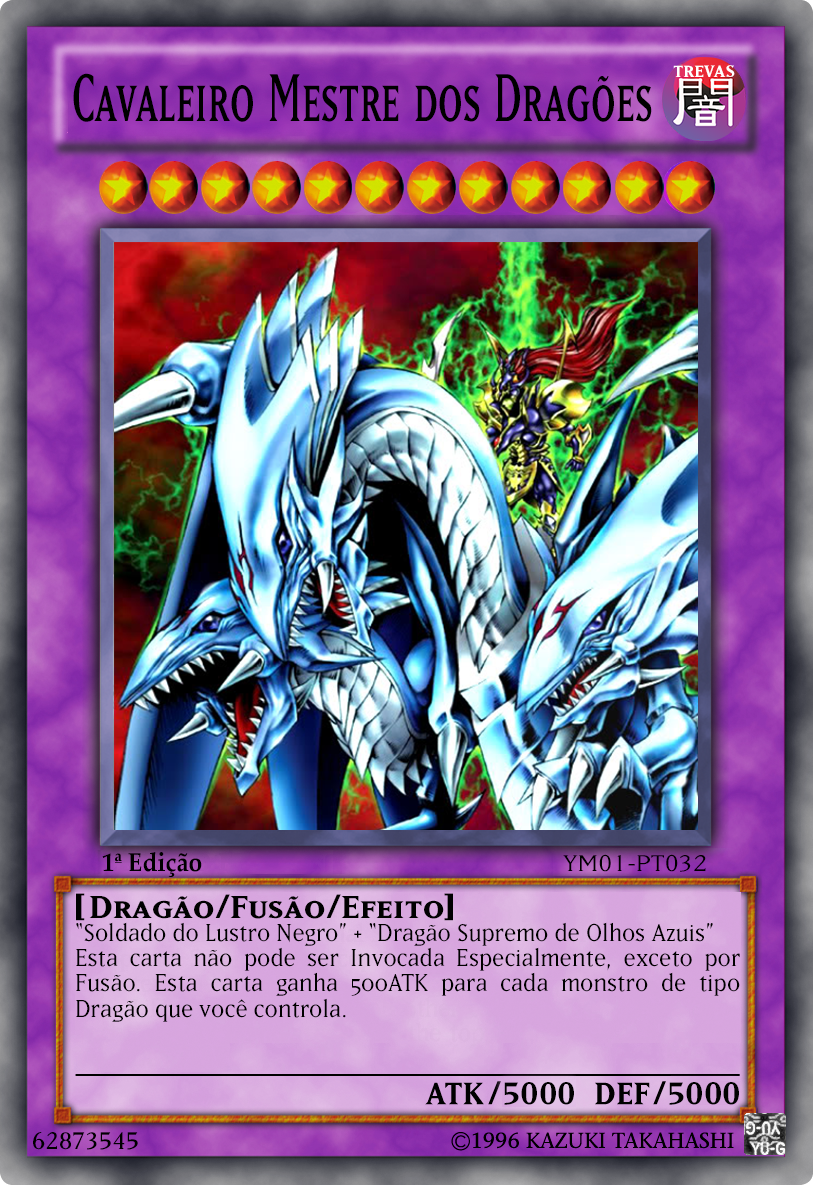 Cavaleiro Mestre dos Dragões
TREVAS
闇
1ª Edição
YM01-PT032
[Dragão/Fusão/Efeito]
"Soldado do Lustro Negro" + "Dragão Supremo de Olhos Azuis"
Esta carta não pode ser Invocada Especialmente, exceto por
Fusão. Esta carta ganha 500ATK para cada monstro de tipo
Dragão que você controla.
ATK/5000 DEF/5000
62873545
©1996 KAZUKI TAKAHASHI
YU-G
YU-G